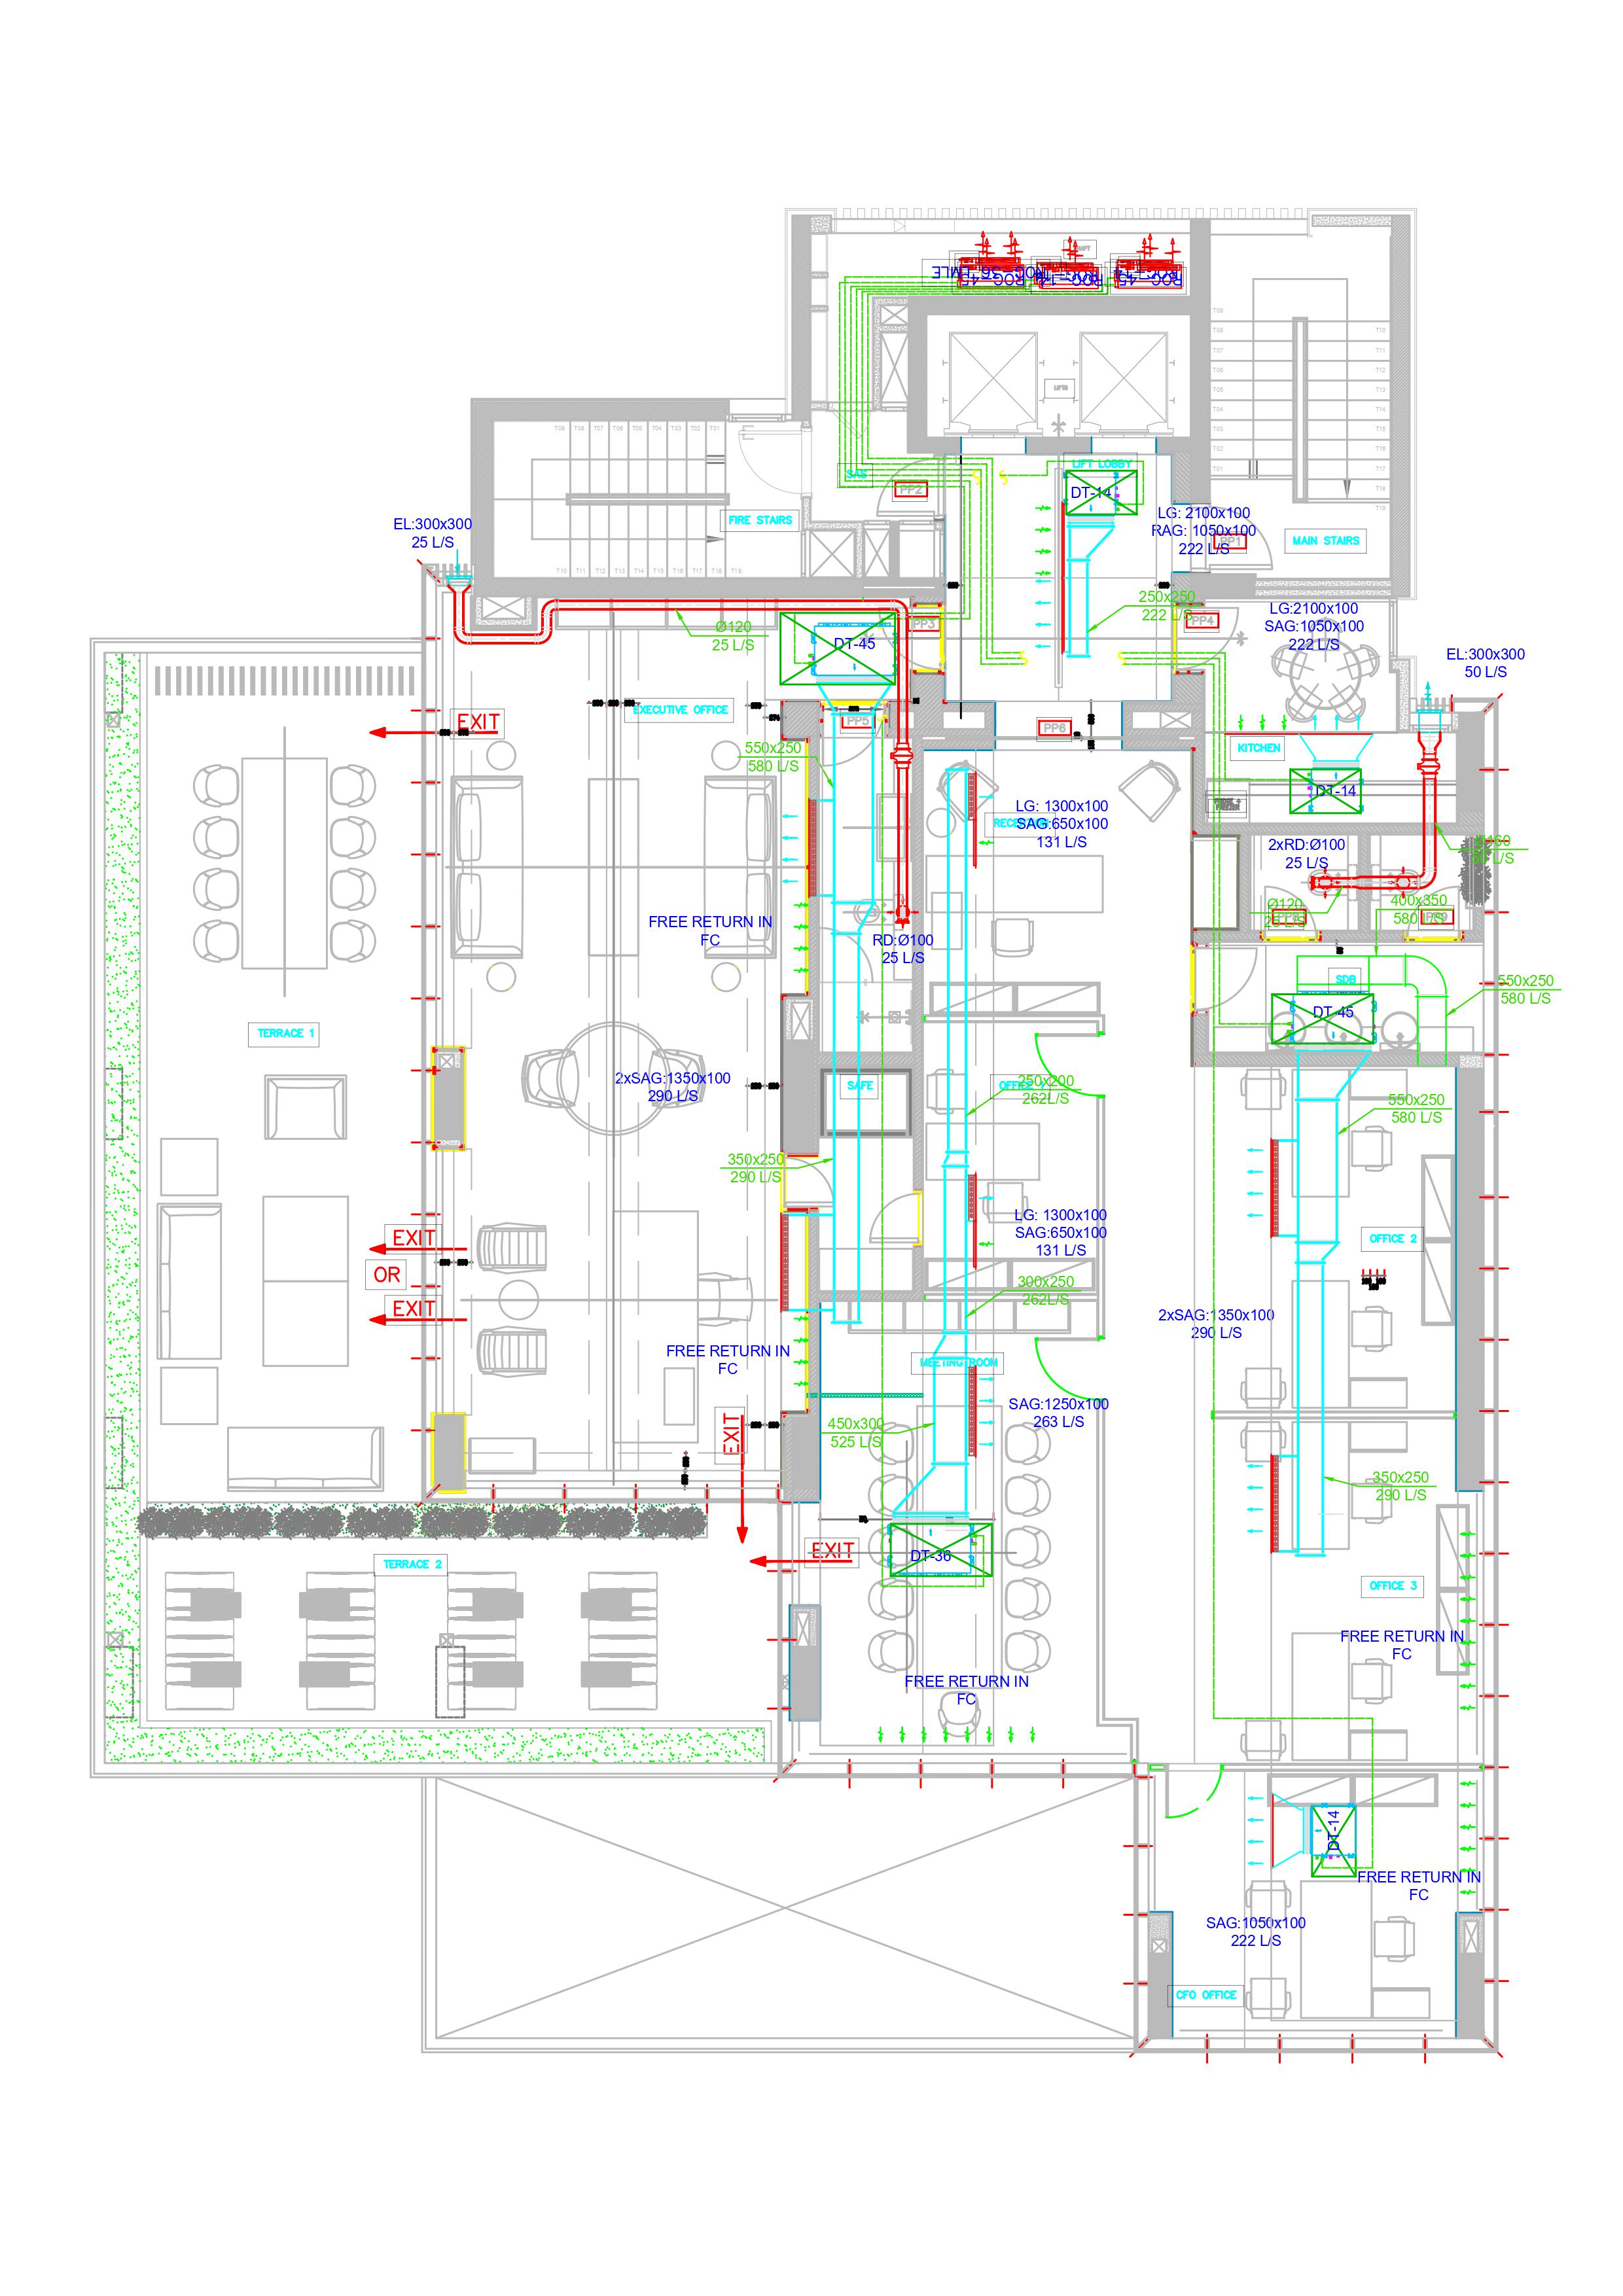 EL:300x300
50 L/S
550x250
580 L/S
400x350
580 L/S
550x250
580 L/S
OFFICE 2
350x250
290 L/S
OFFICE 3
FREE RETURN IN
FC
FREE RETURN IN
FC
MAIN STAIRS
LG:2100x100
SAG:1050x100
222 L/S
DT-14
2xRD:Ø100
25 L/S
Ø120
SDB
DT-45
DT-14
KITCHEN
2xSAG:1350x100
290 L/S
SAG:1050x100
222 L/S
CFO OFFICE
PP1
PP4
LG: 2100x100
RAG: 1050x100
222 L/S
250x250
222 L/S
LIFT LOBBY
DT-14
LIFT
PP6
LG: 1300x100
SAG:650x100
131 L/S
250x200
262L/S
LG: 1300x100
SAG:650x100
131 L/S
300x250
262L/S
SAG:1250x100
263 L/S
MEETING ROOM
DT-36
FREE RETURN IN
FC
PP2
PP3
SAS
DT-45
PP5
RD:Ø100
25 L/S
SAFE
450x300
525 L/S
EXIT
FIRE STAIRS
Ø120
25 L/S
550x250
580 L/S
350x250
290 L/S
EXIT
EXECUTIVE OFFICE
FREE RETURN IN
FC
2xSAG:1350x100
290 L/S
FREE RETURN IN
FC
EL:300x300
25 L/S
EXIT
EXIT
OR
EXIT
TERRACE 2
TERRACE 1